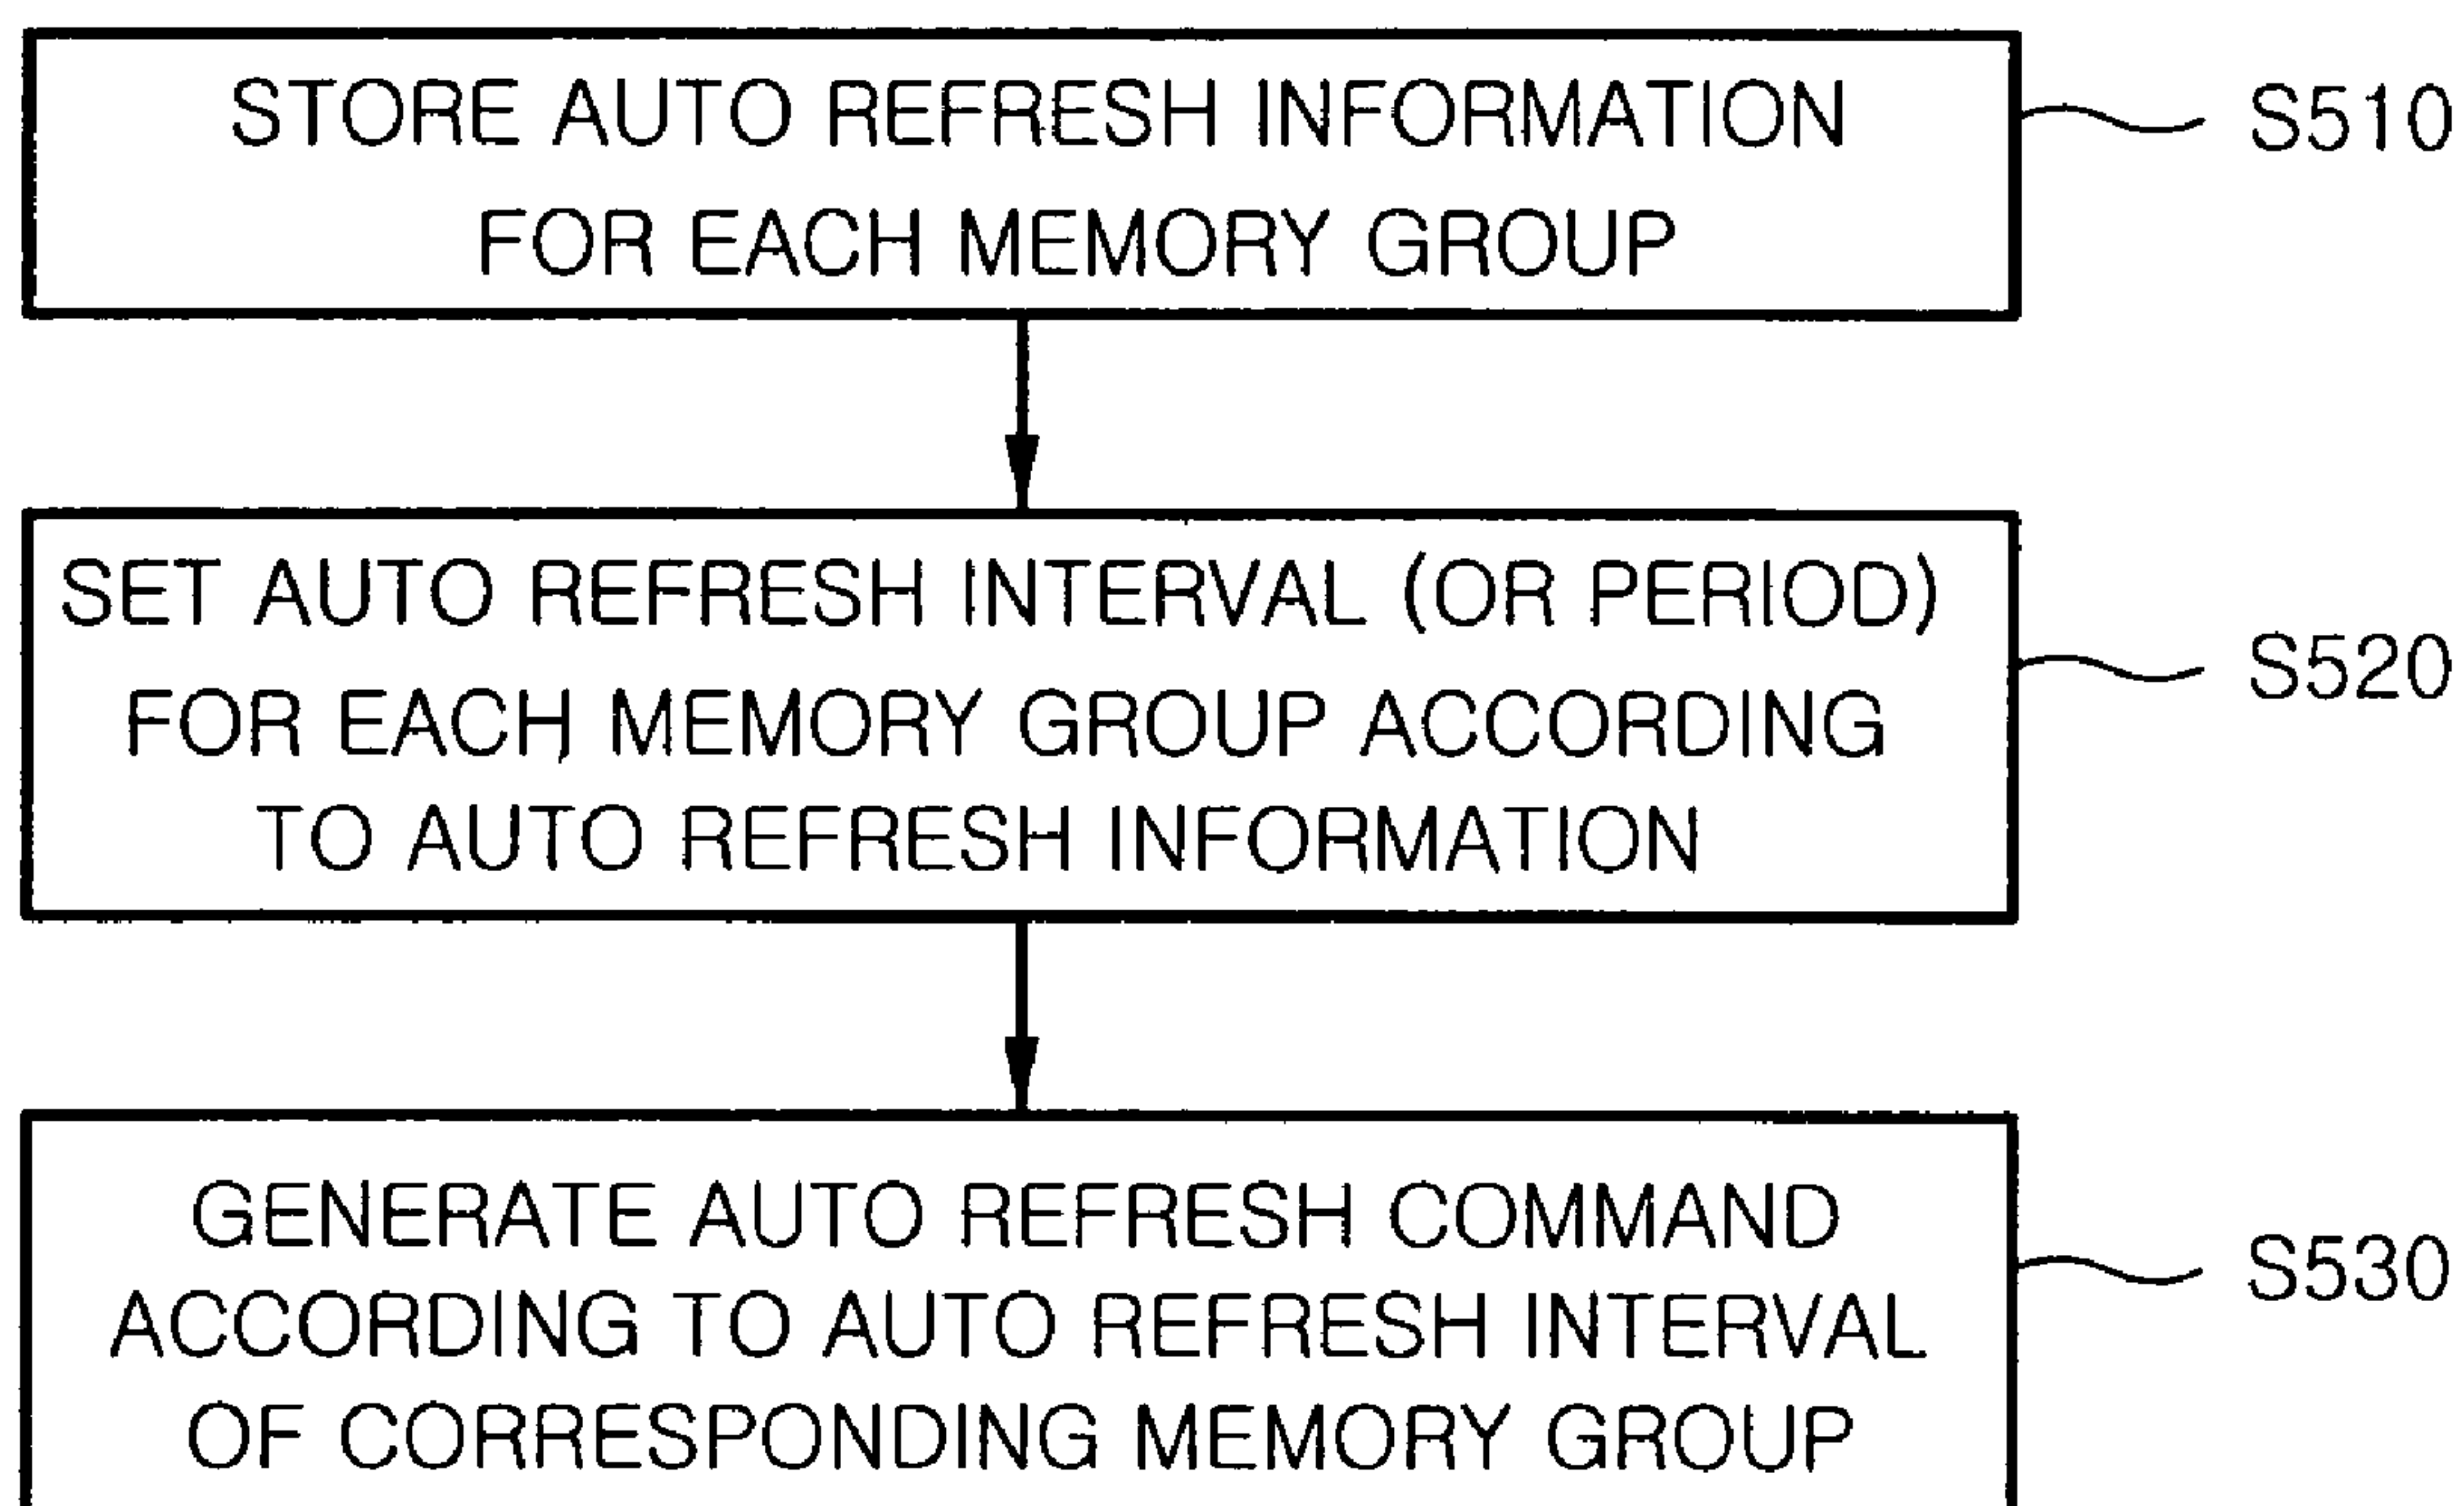 STORE AUTO REFRESH INFORMATION
FOR EACH MEMORY GROUP
S510
SET AUTO REFRESH INTERVAL (OR PERIOD)
FOR EACH MEMORY GROUP ACCORDING
TO AUTO REFRESH INFORMATION
S520
GENERATE AUTO REFRESH COMMAND
ACCORDING TO AUTO REFRESH INTERVAL
OF CORRESPONDING MEMORY GROUP
S530